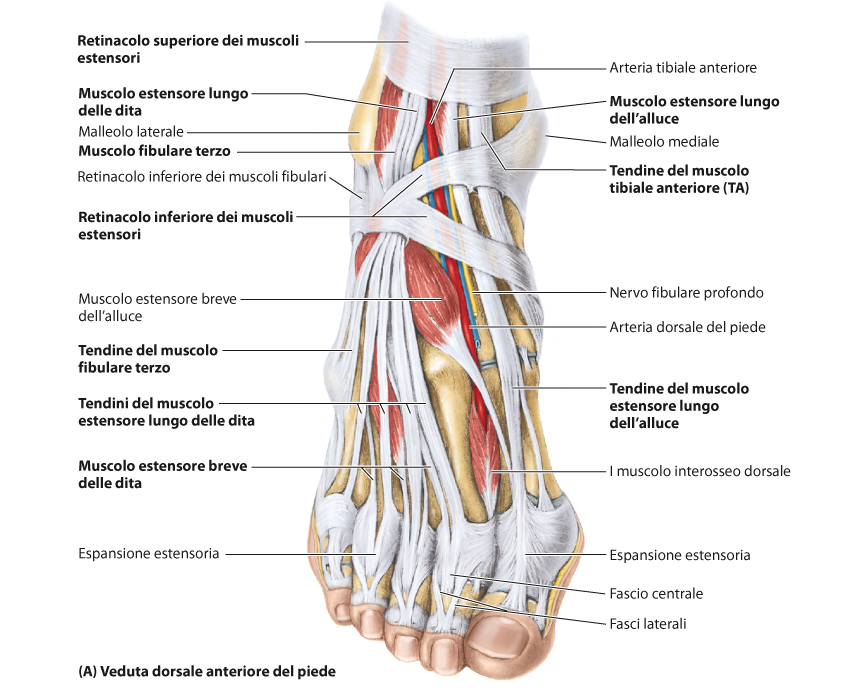 Retinacolo superiore dei muscoli
estensori
Muscolo estensore lungo
delle dita
Malleolo laterale
Muscolo fibulare terzo
Retinacolo inferiore dei muscoli fibulari
Retinacolo inferiore dei muscoli
estensori
Muscolo estensore breve
dell’alluce
Tendine del muscolo
fibulare terzo
Tendini del muscolo
estensore lungo delle dita
Muscolo estensore breve
delle dita
Espansione estensoria
Arteria tibiale anteriore
Muscolo estensore lungo
dell’alluce
Malleolo mediale
Tendine del muscolo
tibiale anteriore (TA)
Nervo fibulare profondo
Arteria dorsale del piede
Tendine del muscolo
estensore lungo
dell’alluce
I muscolo interosseo dorsale
Espansione estensoria
Fascio centrale
Fasci laterali
(A) Veduta dorsale anteriore del piede